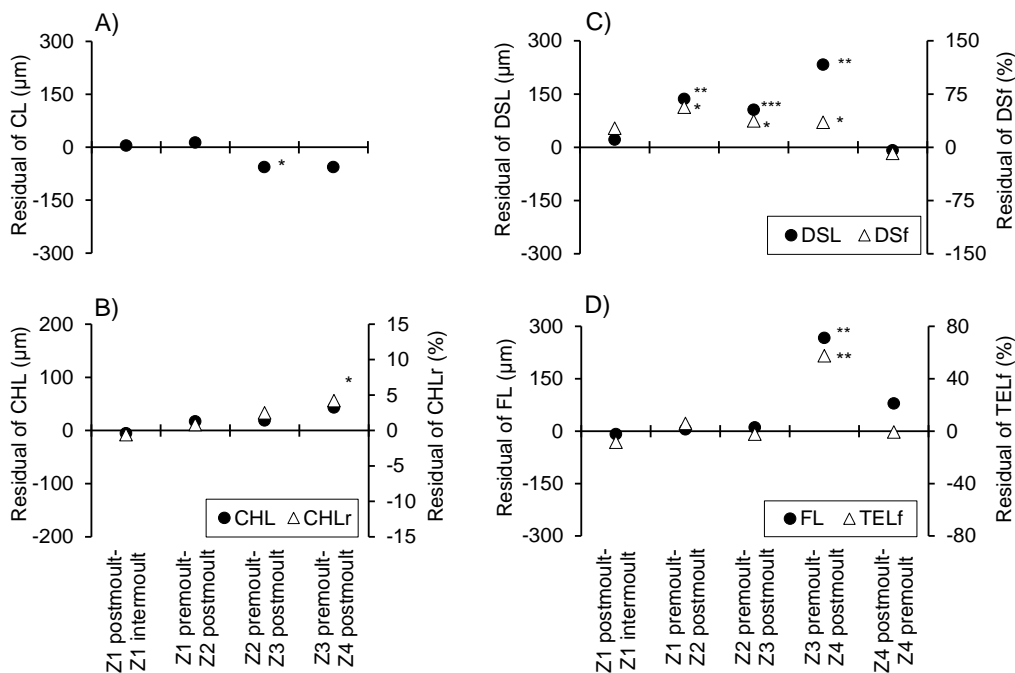 A)
Residual of CL (µm)
300
150
0
-150
-300
*
C)
Residual of DSL (µm)
300
150
0
-150
-300
**
*
***
*
**
*
DSL DSf
150
75
0
-75
-150
Residual of DSf (%)
B)
Residual of CHL (µm)
200
100
0
-100
-200
*
CHL CHLr
15
10
5
0
-5
-10
-15
Residual of CHLr (%)
Z1 postmoult-
Z1 intermoult
Z1 premoult-
Z2 postmoult
Z2 premoult-
Z3 postmoult
Z3 premoult-
Z4 postmoult
D)
Residual of FL (µm)
300
150
0
-150
-300
**
**
FL TELf
80
40
0
-40
-80
Residual of TELf (%)
Z1 postmoult-
Z1 intermoult
Z1 premoult-
Z2 postmoult
Z2 premoult-
Z3 postmoult
Z3 premoult-
Z4 postmoult
Z4 postmoult-
Z4 premoult